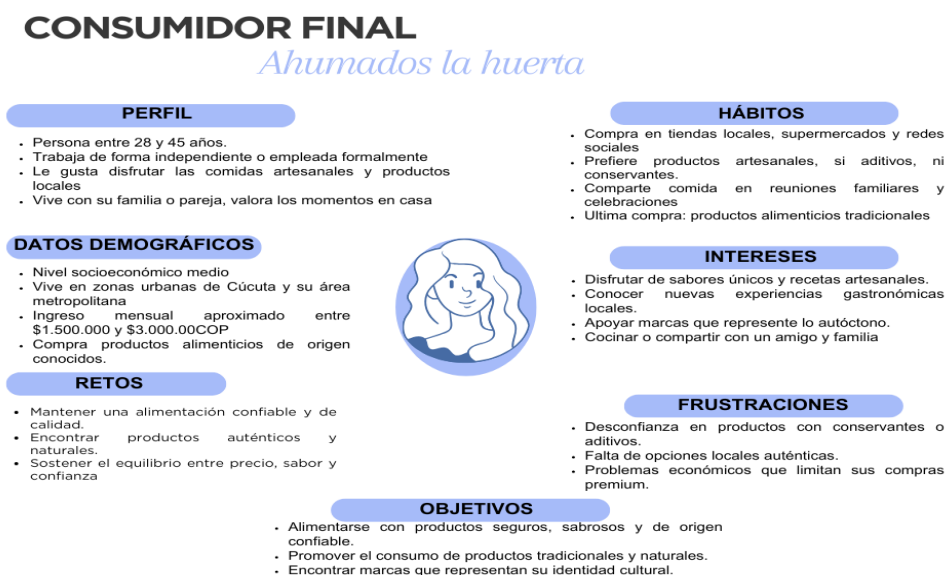 CONSUMIDOR FINAL
Ahumados la huerta
PERFIL
Persona entre 28 y 45 años.
Trabaja de forma independiente o empleada formalmente
Le gusta disfrutar las comidas artesanales y productos
locales
Vive con su familia o pareja, valora los momentos en casa
DATOS DEMOGRÁFICOS
Nivel socioeconómico medio
Vive en zonas urbanas de Cúcuta y su área
metropolitana
Ingreso mensual aproximado entre
$1.500.000 y $3.000.00COP
Compra productos alimenticios de origen
conocidos.
RETOS
Mantener una alimentación confiable y de
calidad.
Encontrar productos auténticos y
naturales.
Sostener el equilibrio entre precio, sabor y
confianza
HÁBITOS
Compra en tiendas locales, supermercados y redes
sociales
Prefiere productos artesanales, si aditivos, ni
conservantes.
Comparte comida en reuniones familiares y
celebraciones
Ultima compra: productos alimenticios tradicionales
INTERESES
Disfrutar de sabores únicos y recetas artesanales.
Conocer nuevas experiencias gastronómicas
locales.
Apoyar marcas que represente lo autóctono.
Cocinar o compartir con un amigo y familia
FRUSTRACIONES
Desconfianza en productos con conservantes o
aditivos.
Falta de opciones locales auténticas.
Problemas económicos que limitan sus compras
premium.
OBJETIVOS
Alimentarse con productos seguros, sabrosos y de origen
confiable.
Promover el consumo de productos tradicionales y naturales.
Encontrar marcas que representan su identidad cultural.